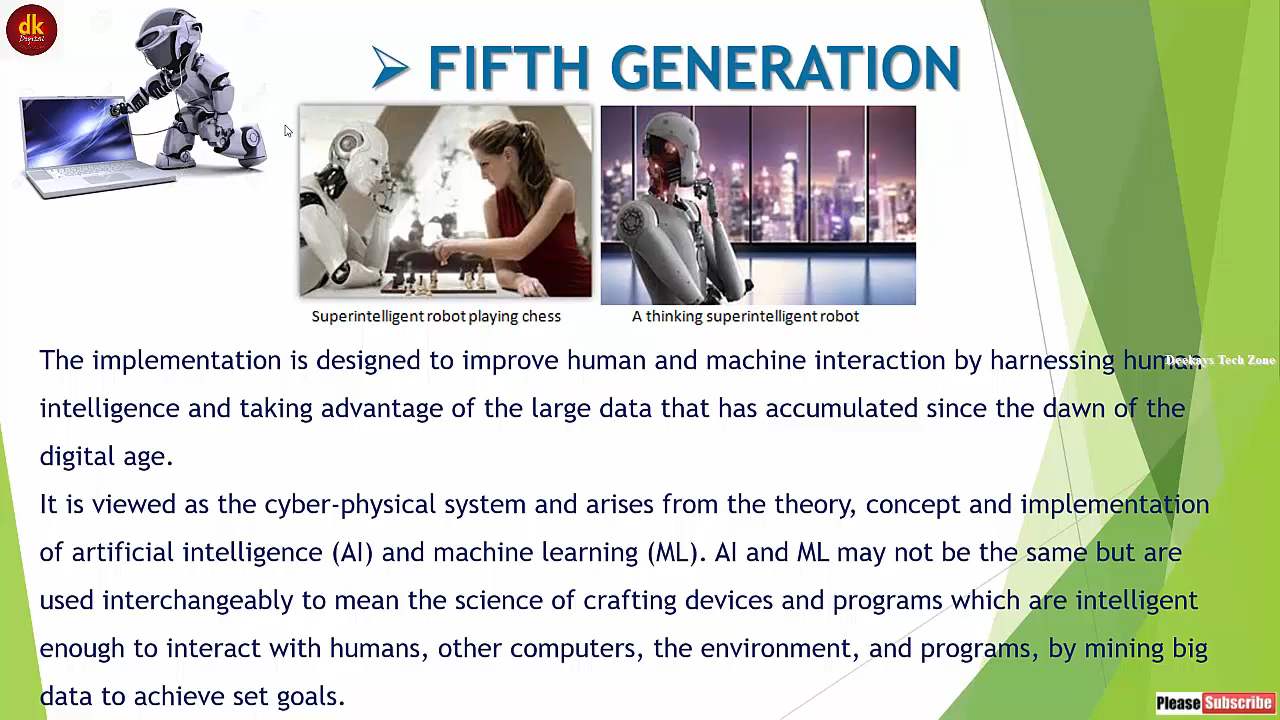 dk
Digital
➢ FIFTH GENERATION
Superintelligent robot playing chess
A thinking superintelligent robot
The implementation is designed to improve human and machine interaction by harnessing human
Deekays Tech Zone
intelligence and taking advantage of the large data that has accumulated since the dawn of the
digital age.
It is viewed as the cyber-physical system and arises from the theory, concept and implementation
of artificial intelligence (AI) and machine learning (ML). AI and ML may not be the same but are
used interchangeably to mean the science of crafting devices and programs which are intelligent
enough to interact with humans, other computers, the environment, and programs, by mining big
data to achieve set goals.
Please Subscribe